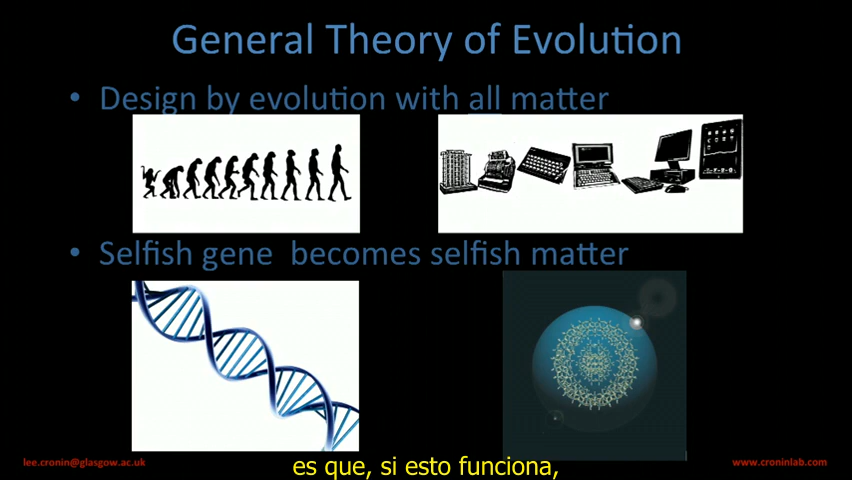 General Theory of Evolution
• Design by evolution with all matter
• Selfish gene becomes selfish matter
lee.cronin@glasgow.ac.uk
www.croninlab.com
es que, si esto funciona,